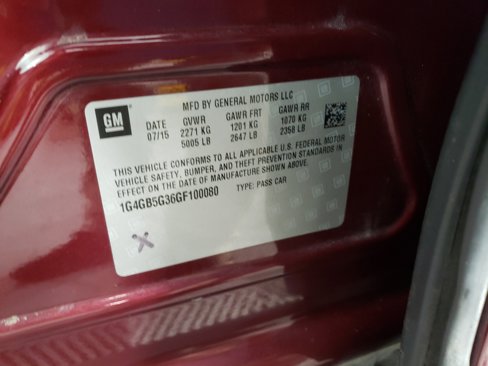 GM
MFD BY GENERAL MOTORS LLC
DATE GVWR GAWR FRT GAWR RR
07/15 2271 KG 1201 KG 1070 KG
5005 LB 2647 LB 2358 LB
THIS VEHICLE CONFORMS TO ALL APPLICABLE U.S. FEDERAL MOTOR
VEHICLE SAFETY, BUMPER, AND THEFT PREVENTION STANDARDS IN
EFFECT ON THE DATE OF MANUFACTURE SHOWN ABOVE.
1G4GB5G36GF100080 TYPE: PASS CAR